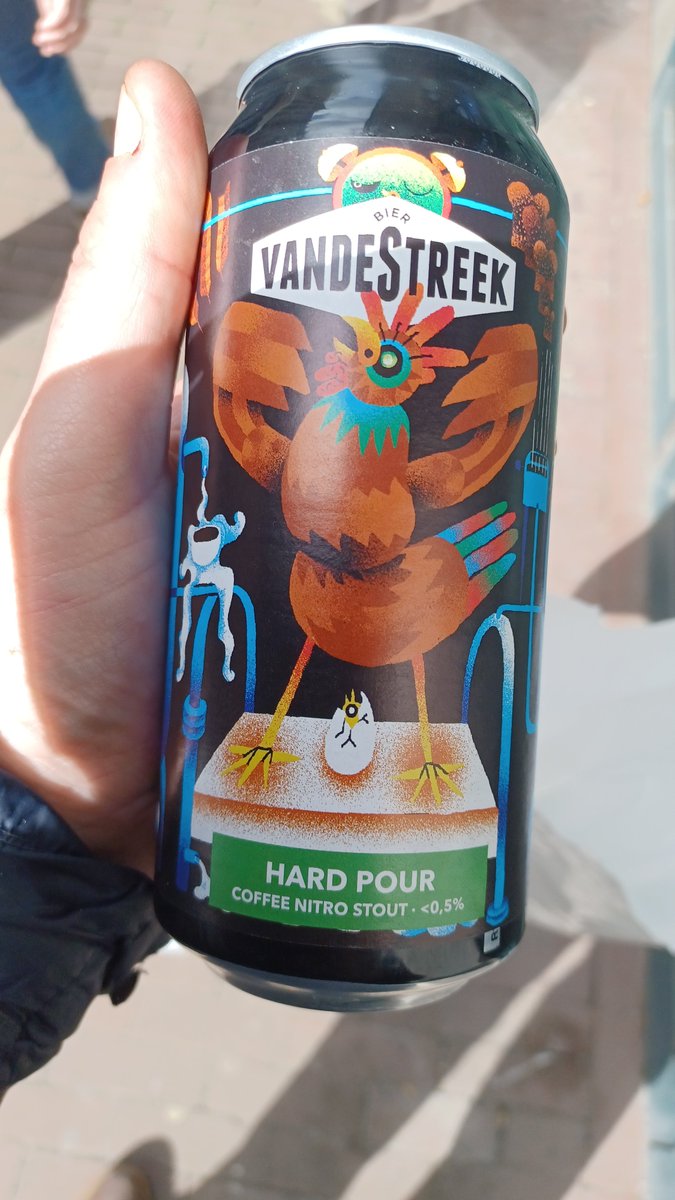 BIER
VANDESTREEK
HARD POUR
COFFEE NITRO STOUT · <0,5%